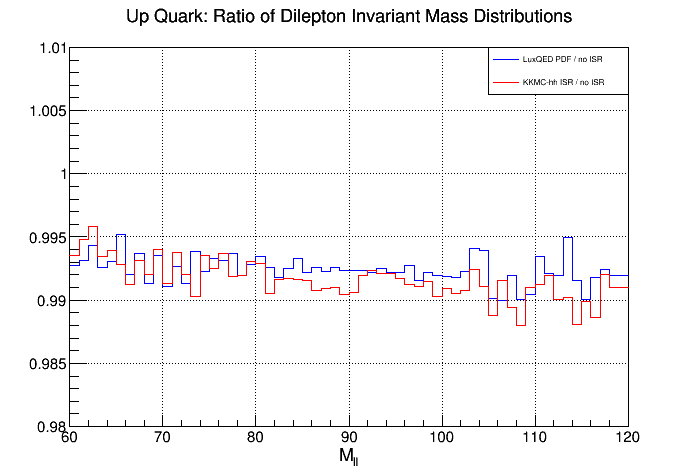 Up Quark: Ratio of Dilepton Invariant Mass Distributions
LuxQED PDF / no ISR
KKMC-hh ISR / no ISR
1.01
1.005
1
0.995
0.99
0.985
0.98
60 70 80 90 100 110 120
M_ll